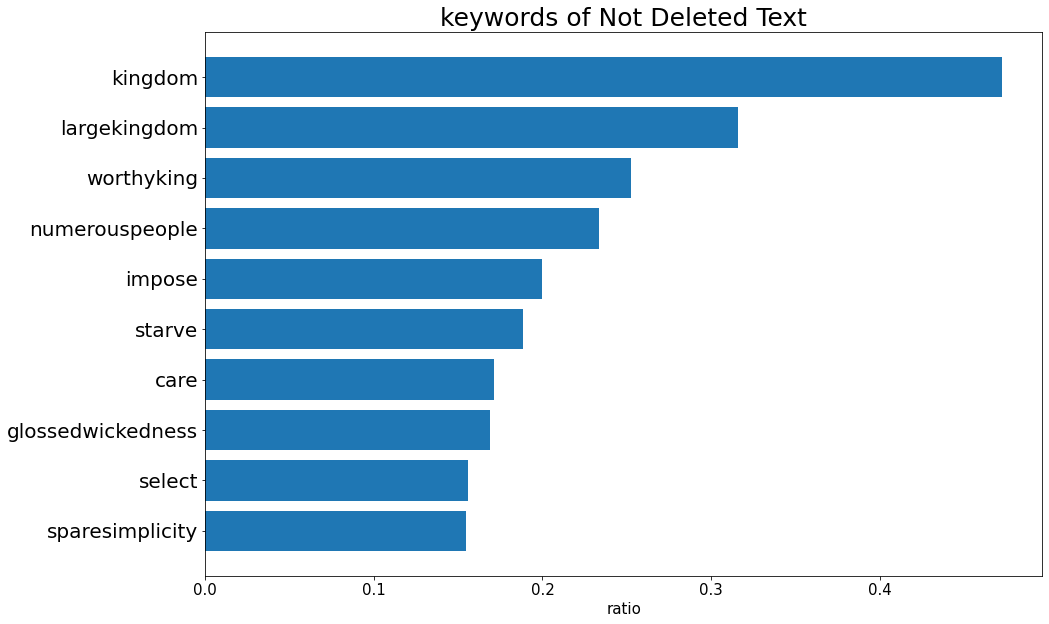 keywords of Not Deleted Text
kingdom
largekingdom
worthyking
numerouspeople
impose
starve
care
glossedwickedness
select
sparesimplicity
0.0 0.1 0.2 0.3 0.4
ratio